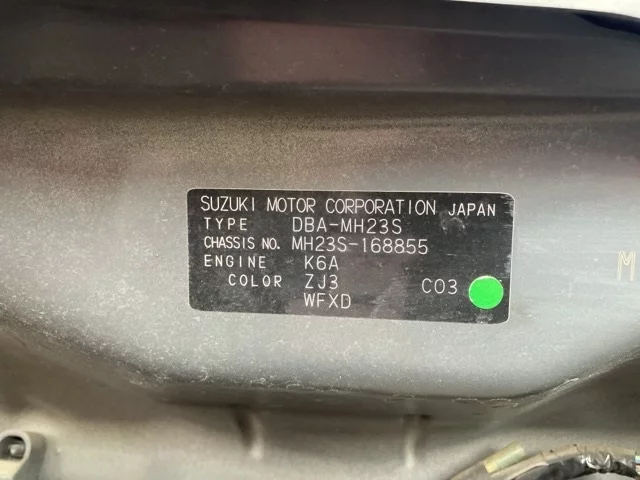 SUZUKI MOTOR CORPORATION JAPAN
TYPE DBA-MH23S
CHASSIS NO. MH23S-168855
ENGINE K6A
COLOR ZJ3 C03
WFXD
M